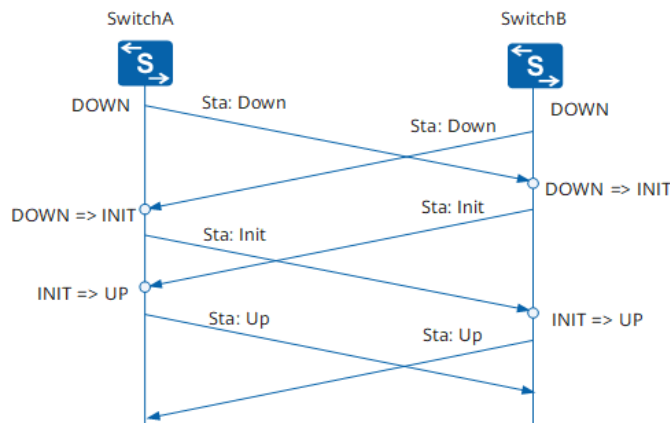 SwitchA
SwitchB
S
S
DOWN
Sta: Down
Sta: Down
DOWN
DOWN => INIT
DOWN => INIT
Sta: Init
Sta: Init
INIT => UP
INIT => UP
Sta: Up
Sta: Up